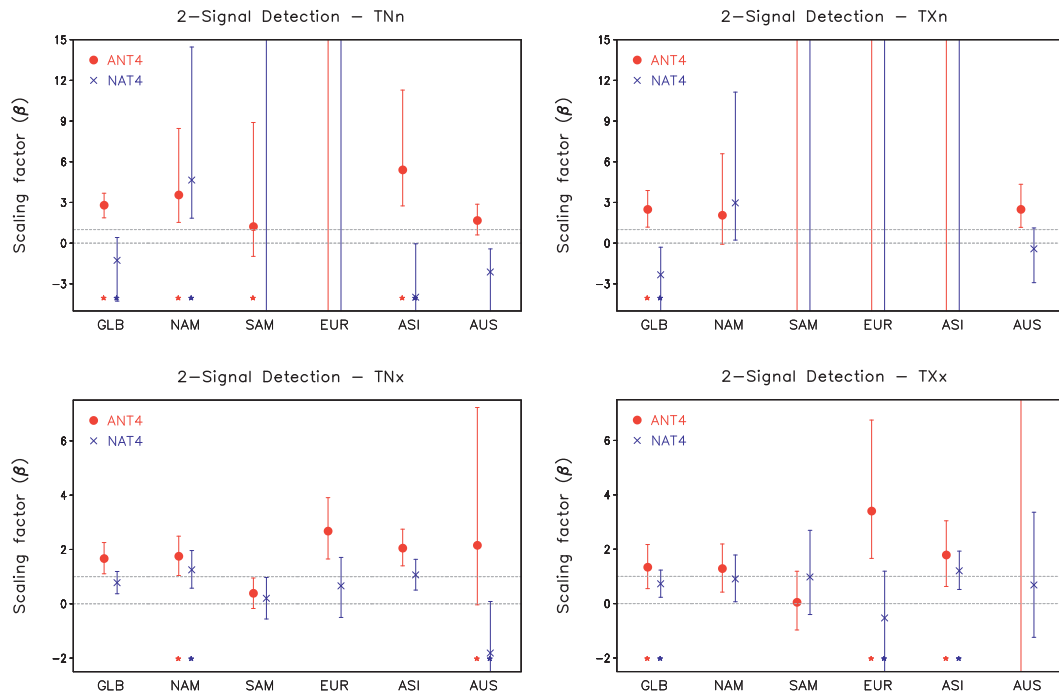 2-Signal Detection - TNn
2-Signal Detection - TXn
Scaling factor (β)
15
12
9
6
3
0
-3
ANT4
NAT4
GLB NAM SAM EUR ASI AUS
Scaling factor (β)
15
12
9
6
3
0
-3
ANT4
NAT4
GLB NAM SAM EUR ASI AUS
2-Signal Detection - TNx
2-Signal Detection - TXx
Scaling factor (β)
6
4
2
0
-2
ANT4
NAT4
GLB NAM SAM EUR ASI AUS
Scaling factor (β)
6
4
2
0
-2
ANT4
NAT4
GLB NAM SAM EUR ASI AUS